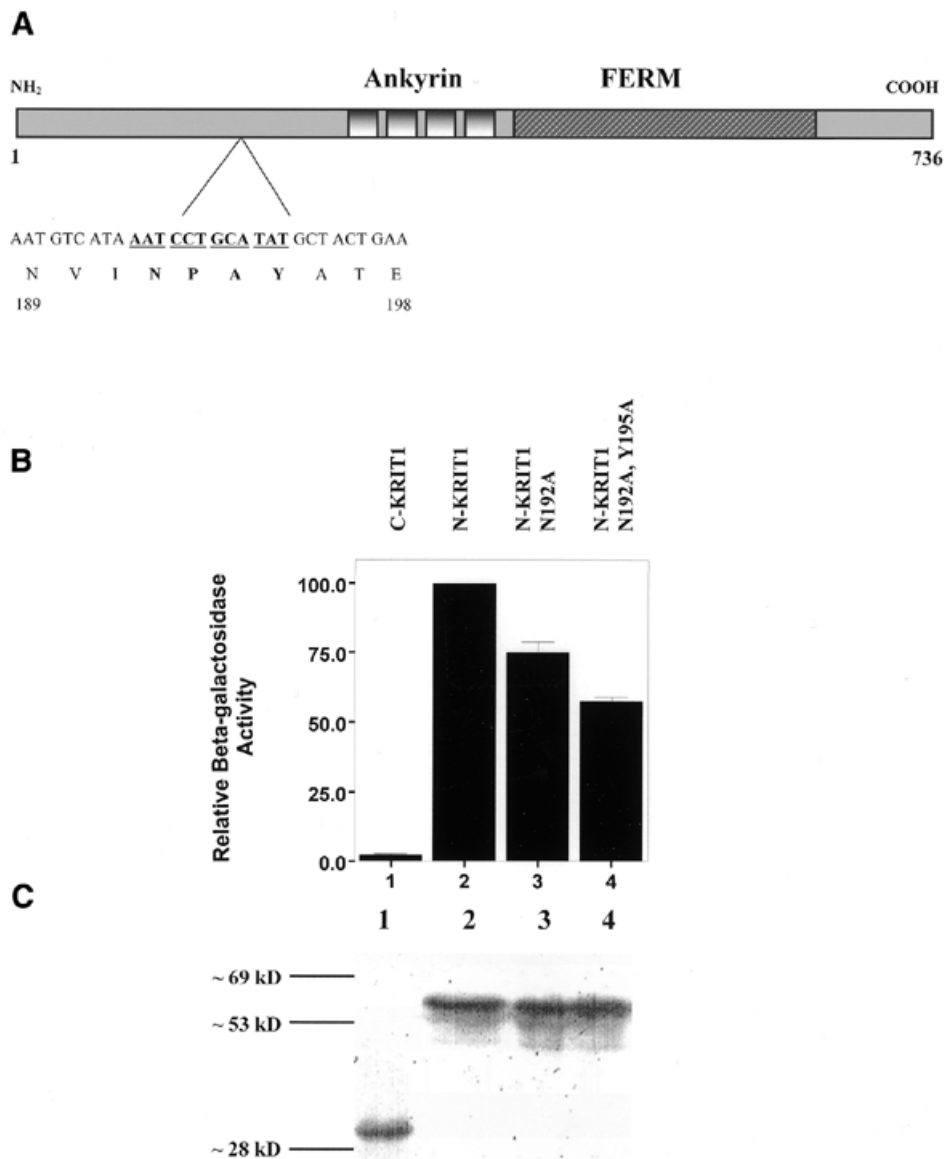 A
Ankyrin FERM
NH2 COOH
1 736
AAT GTC ATA AAT CCT GCA TAT GCT ACT GAA
N V I N P A Y A T E
189 198
B
C-KRIT1
N-KRIT1
N-KRIT1
N192A
N-KRIT1
N192A, Y195A
Relative Beta-galactosidase
Activity
100.0
75.0
50.0
25.0
0.0
1 2 3 4
C
1 2 3 4
~ 69 kD
~ 53 kD
~ 28 kD